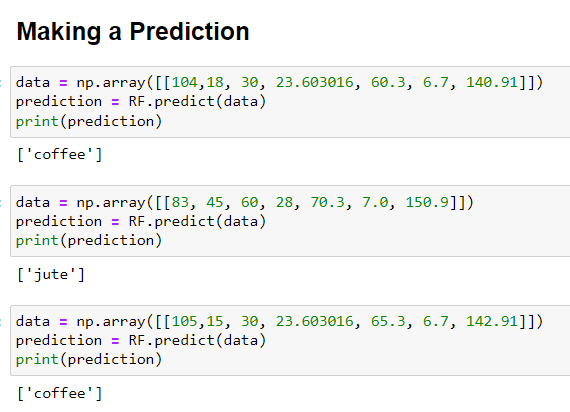 Making a Prediction
data = np.array([[104,18, 30, 23.603016, 60.3, 6.7, 140.91]])
prediction = RF.predict(data)
print(prediction)
['coffee']
data = np.array([[83, 45, 60, 28, 70.3, 7.0, 150.9]])
prediction = RF.predict(data)
print(prediction)
['jute']
data = np.array([[105,15, 30, 23.603016, 65.3, 6.7, 142.91]])
prediction = RF.predict(data)
print(prediction)
['coffee']